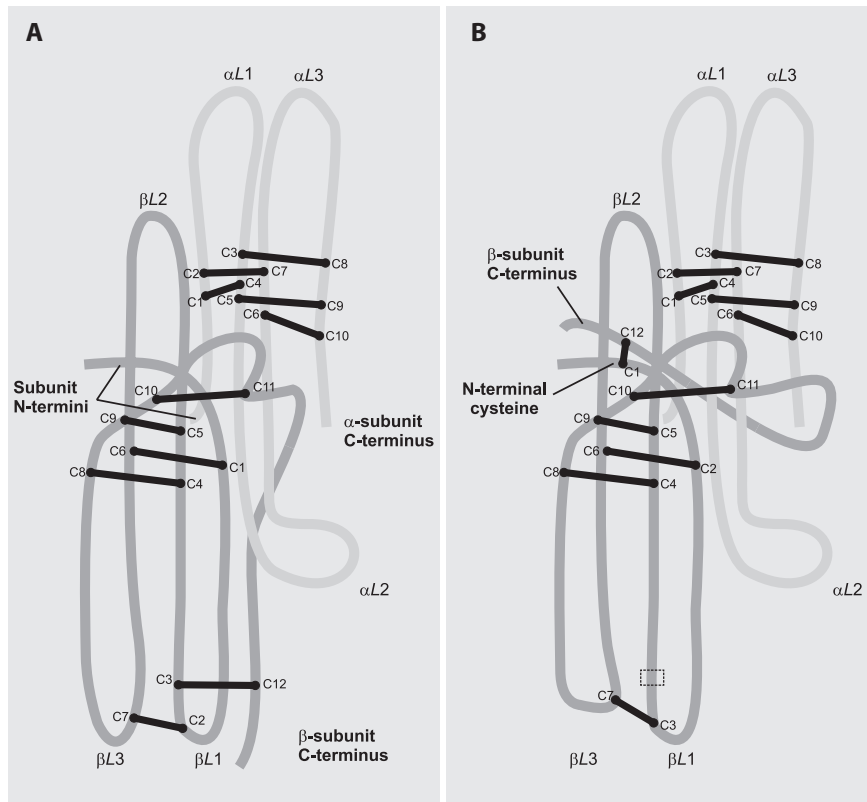 A
αL1
αL3
βL2
C3
C8
C2
C7
C4
C1
C5
C9
C6
C10
Subunit
N-termini
C10
C11
α-subunit
C-terminus
C9
C5
C6
C1
C8
C4
αL2
C3
C12
C7
C2
β-subunit
C-terminus
βL3
βL1
B
αL1
αL3
βL2
β-subunit
C-terminus
C3
C8
C2
C7
C4
C1
C5
C9
C6
C10
C12
C1
N-terminal
cysteine
C10
C11
C9
C5
C6
C2
C8
C4
αL2
C7
C3
βL3
βL1